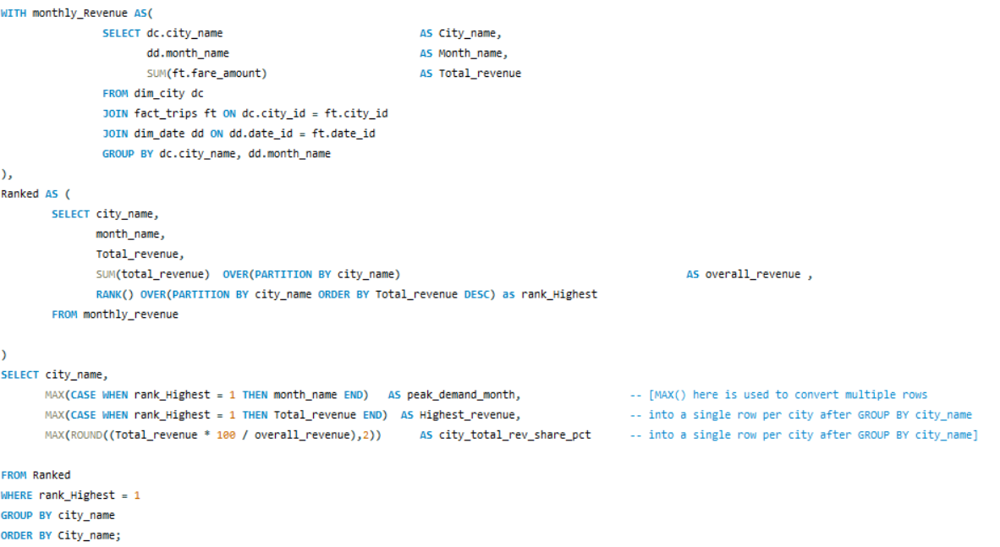 WITH monthly_Revenue AS(
SELECT dc.city_name AS City_name,
dd.month_name AS Month_name,
SUM(ft.fare_amount) AS Total_revenue
FROM dim_city dc
JOIN fact_trips ft ON dc.city_id = ft.city_id
JOIN dim_date dd ON dd.date_id = ft.date_id
GROUP BY dc.city_name, dd.month_name
),
Ranked AS (
SELECT city_name,
month_name,
Total_revenue,
SUM(total_revenue) OVER(PARTITION BY city_name) AS overall_revenue ,
RANK() OVER(PARTITION BY city_name ORDER BY Total_revenue DESC) as rank_Highest
FROM monthly_revenue
)
SELECT city_name,
MAX(CASE WHEN rank_Highest = 1 THEN month_name END) AS peak_demand_month, -- [MAX() here is used to convert multiple rows
MAX(CASE WHEN rank_Highest = 1 THEN Total_revenue END) AS Highest_revenue, -- into a single row per city after GROUP BY city_name
MAX(ROUND((Total_revenue * 100 / overall_revenue),2)) AS city_total_rev_share_pct -- into a single row per city after GROUP BY city_name]
FROM Ranked
WHERE rank_Highest = 1
GROUP BY city_name
ORDER BY City_name;